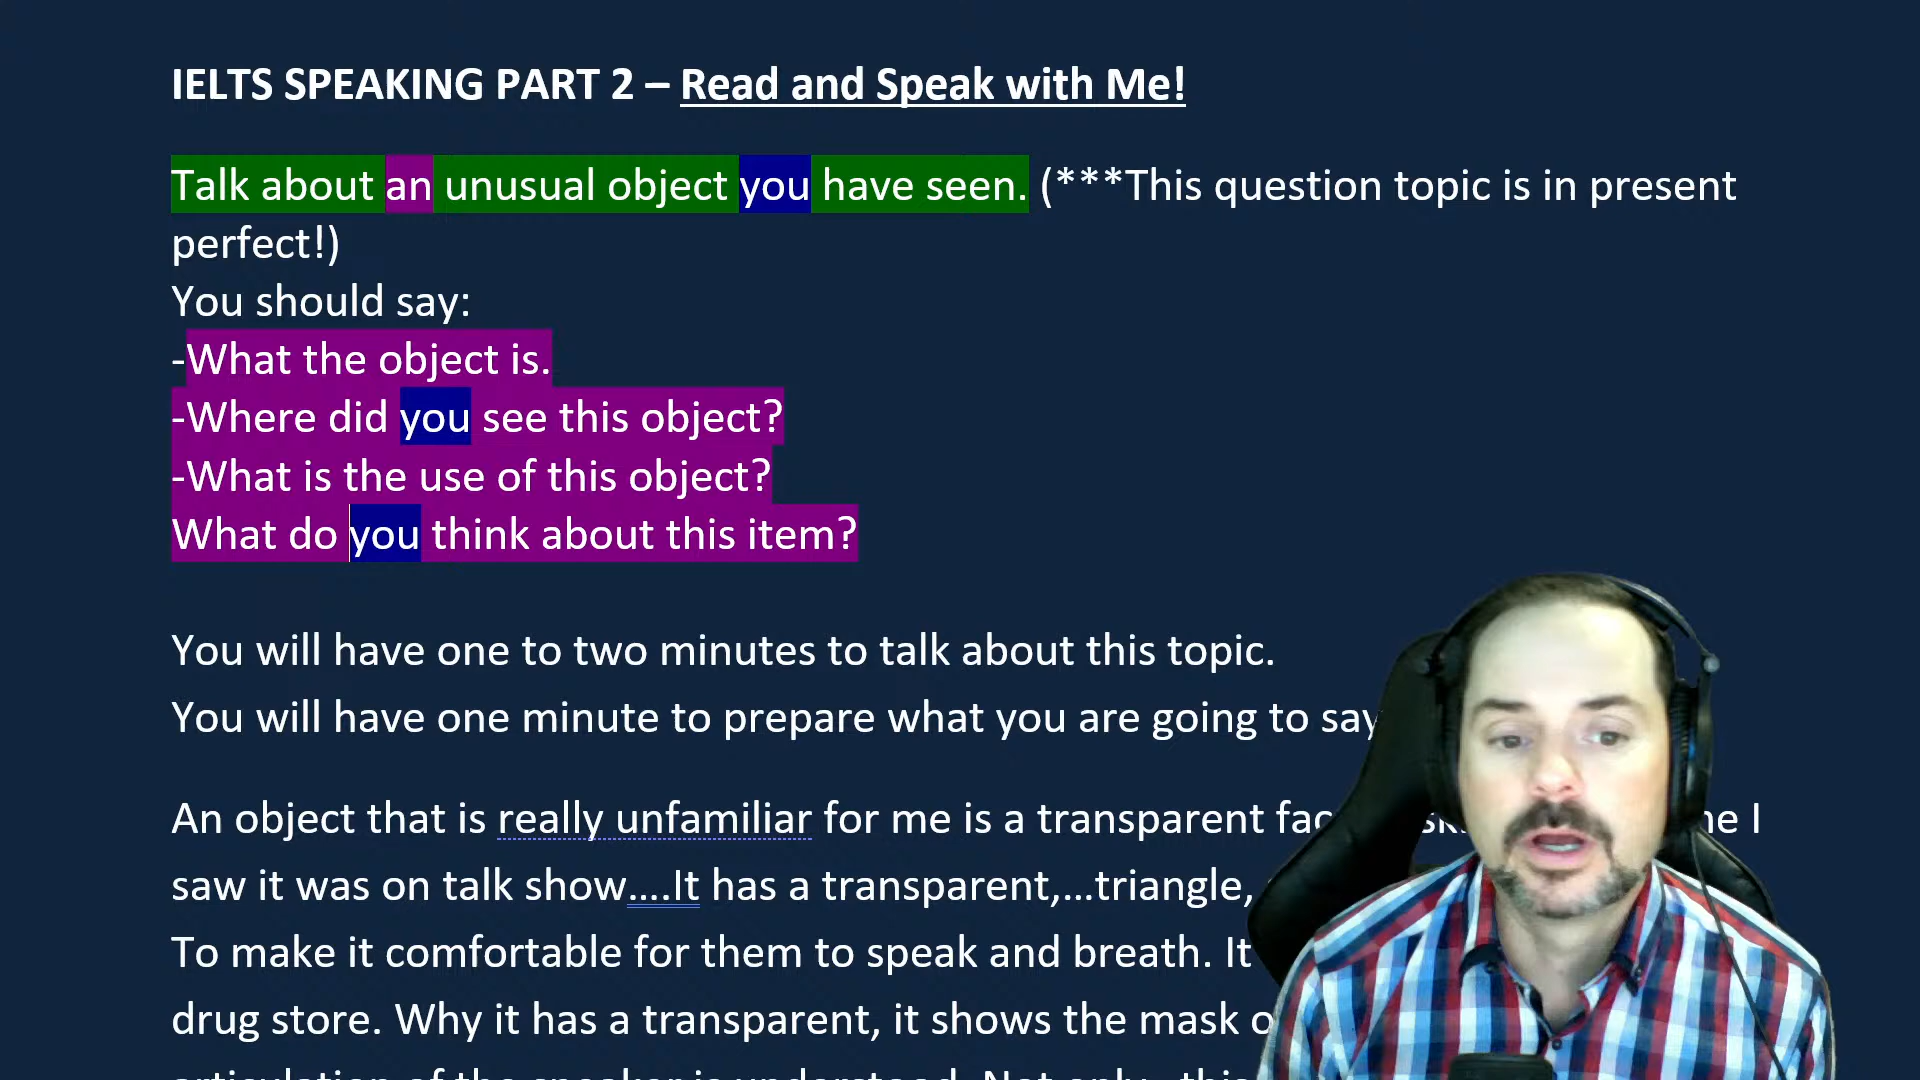 IELTS SPEAKING PART 2 – Read and Speak with Me!
Talk about an unusual object you have seen. (***This question topic is in present
perfect!)
You should say:
-What the object is.
-Where did you see this object?
-What is the use of this object?
What do you think about this item?
You will have one to two minutes to talk about this topic.
You will have one minute to prepare what you are going to say
An object that is really unfamiliar for me is a transparent I
saw it was on talk show....It has a transparent,...triangle,
To make it comfortable for them to speak and breath. It
drug store. Why it has a transparent, it shows the mask